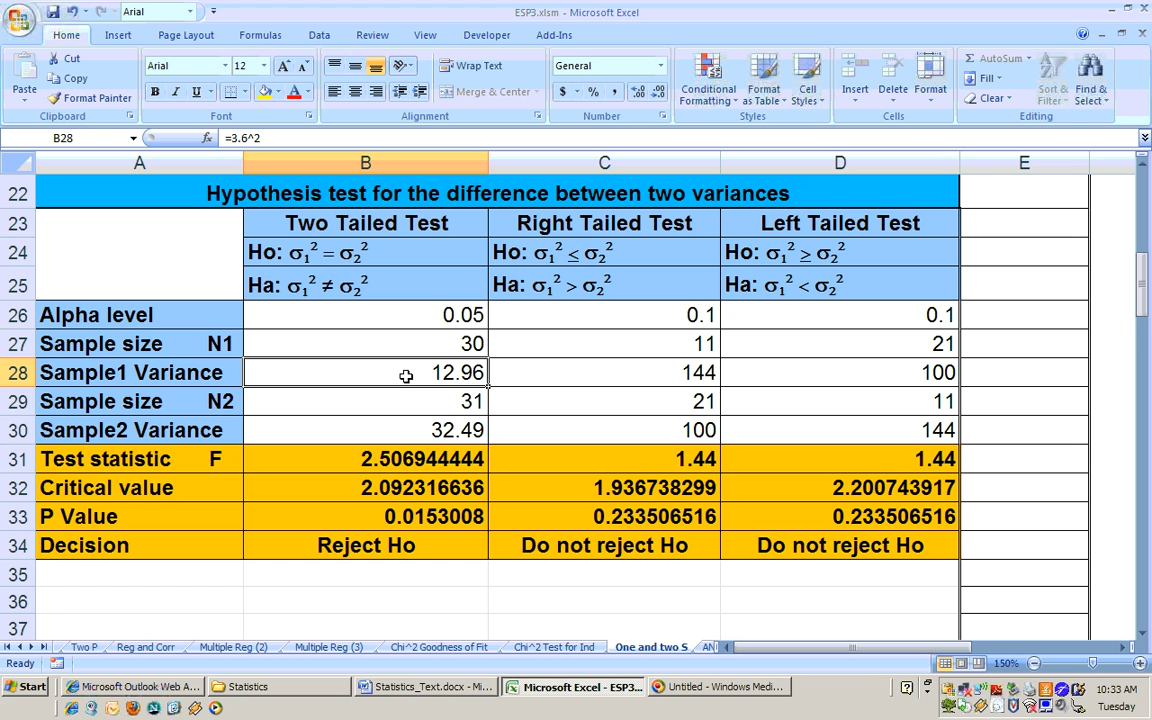 ESP3.xlsm - Microsoft Excel
Arial
Home Insert Page Layout Formulas Data Review View Developer Add-Ins
Paste
Cut
Copy
Format Painter
Clipboard
Arial 12
B I U
Font
Wrap Text
Merge & Center
Alignment
General
$ % ,
Number
Conditional Formatting
Format as Table
Cell Styles
Styles
Insert Delete Format
Cells
AutoSum
Fill
Clear
Sort & Filter
Find & Select
Editing
B28 fx =3.6^2
A B C D E
22 Hypothesis test for the difference between two variances
23 Two Tailed Test Right Tailed Test Left Tailed Test
24 Ho: σ₁² = σ₂² Ho: σ₁² ≤ σ₂² Ho: σ₁² ≥ σ₂²
25 Ha: σ₁² ≠ σ₂² Ha: σ₁² > σ₂² Ha: σ₁² < σ₂²
26 Alpha level 0.05 0.1 0.1
27 Sample size N1 30 11 21
28 Sample1 Variance 12.96 144 100
29 Sample size N2 31 21 11
30 Sample2 Variance 32.49 100 144
31 Test statistic F 2.506944444 1.44 1.44
32 Critical value 2.092316636 1.936738299 2.200743917
33 P Value 0.0153008 0.233506516 0.233506516
34 Decision Reject Ho Do not reject Ho Do not reject Ho
35
36
37
Two P Reg and Corr Multiple Reg (2) Multiple Reg (3) Chi^2 Goodness of Fit Chi^2 Test for Ind One and two S AN
Ready 150%
Start Microsoft Outlook Web A... Statistics Statistics_Text.docx - Mi... Microsoft Excel - ESP3... Untitled - Windows Medi... 10:33 AM
Tuesday